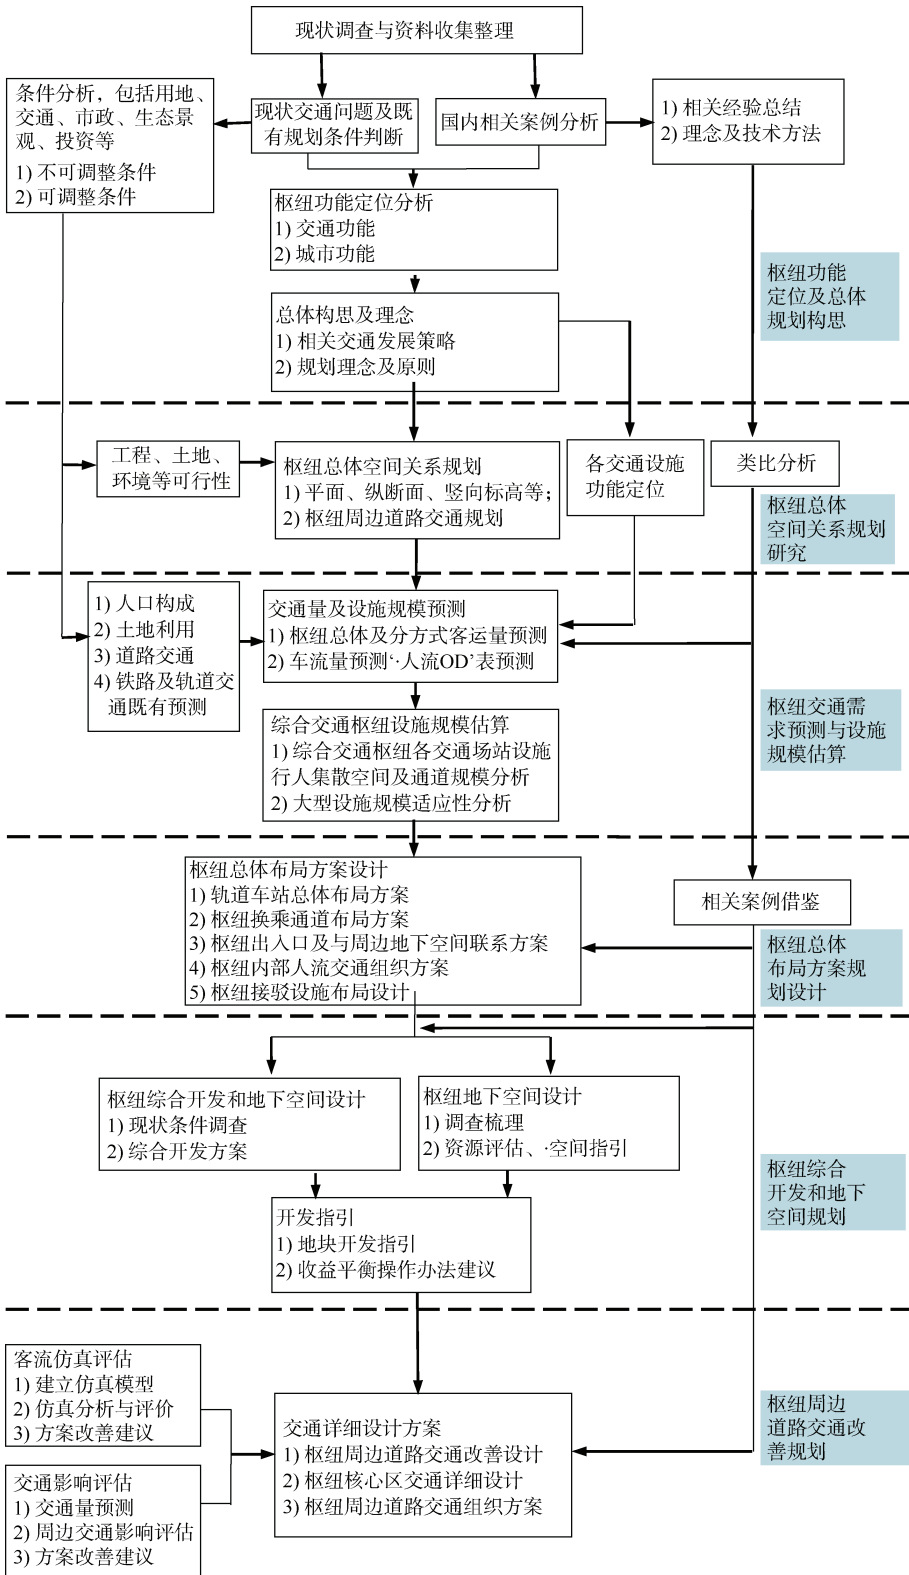 现状调查与资料收集整理
条件分析，包括用地、
交通、市政、生态景
观、投资等
1) 不可调整条件
2) 可调整条件
现状交通问题及既
有规划条件判断
国内相关案例分析
1) 相关经验总结
2) 理念及技术方法
枢纽功能定位分析
1) 交通功能
2) 城市功能
枢纽功能
定位及总体
规划构思
总体构思及理念
1) 相关交通发展策略
2) 规划理念及原则
工程、土地、
环境等可行性
枢纽总体空间关系规划
1) 平面、纵断面、竖向标高等；
2) 枢纽周边道路交通规划
各交通设施
功能定位
类比分析
枢纽总体
空间关系规划
研究
1) 人口构成
2) 土地利用
3) 道路交通
4) 铁路及轨道交
通既有预测
交通量及设施规模预测
1) 枢纽总体及分方式客运量预测
2) 车流量预测‘·人流OD’表预测
综合交通枢纽设施规模估算
1) 综合交通枢纽各交通场站设施
行人集散空间及通道规模分析
2) 大型设施规模适应性分析
枢纽交通需
求预测与设施
规模估算
枢纽总体布局方案设计
1) 轨道车站总体布局方案
2) 枢纽换乘通道布局方案
3) 枢纽出入口及与周边地下空间联系方案
4) 枢纽内部人流交通组织方案
5) 枢纽接驳设施布局设计
相关案例借鉴
枢纽总体
布局方案规
划设计
枢纽综合开发和地下空间设计
1) 现状条件调查
2) 综合开发方案
枢纽地下空间设计
1) 调查梳理
2) 资源评估、·空间指引
枢纽综合
开发和地下
空间规划
开发指引
1) 地块开发指引
2) 收益平衡操作办法建议
客流仿真评估
1) 建立仿真模型
2) 仿真分析与评价
3) 方案改善建议
交通影响评估
1) 交通量预测
2) 周边交通影响评估
3) 方案改善建议
交通详细设计方案
1) 枢纽周边道路交通改善设计
2) 枢纽核心区交通详细设计
3) 枢纽周边道路交通组织方案
枢纽周边
道路交通改
善规划